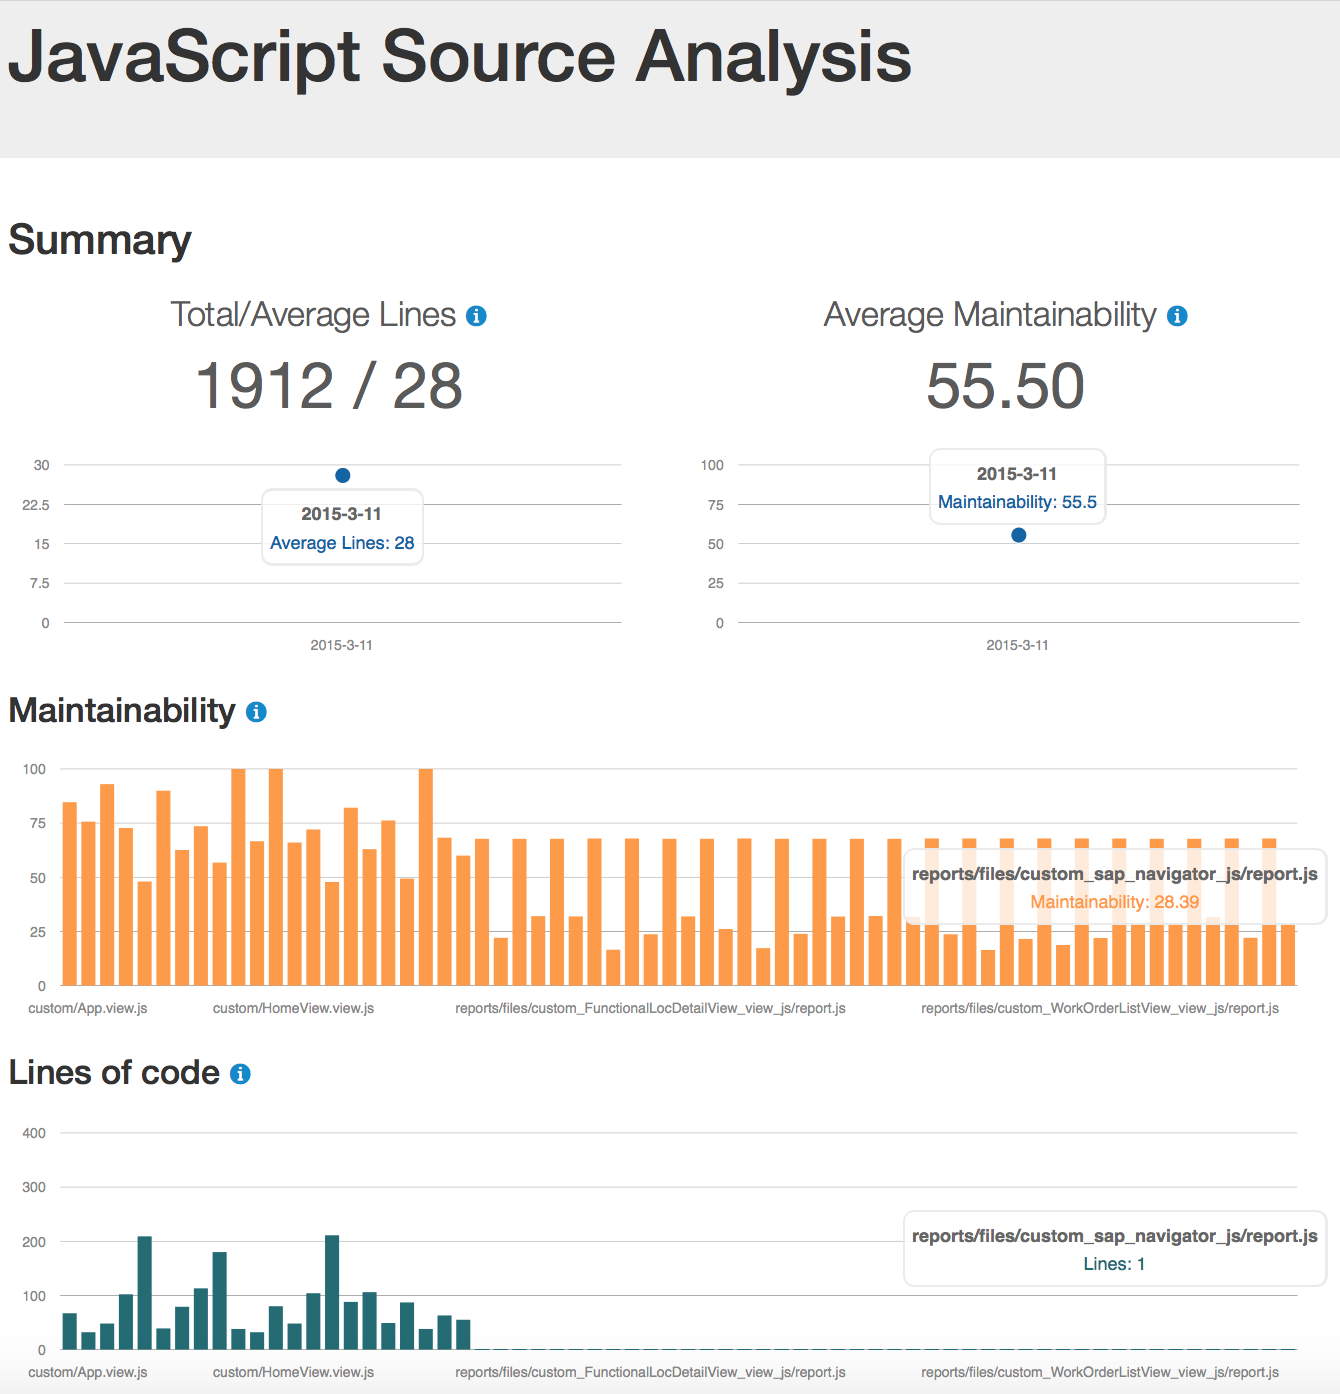 JavaScript Source Analysis
Summary
Total/Average Lines
1912 / 28
30
22.5
15
7.5
0
2015-3-11
Average Lines: 28
2015-3-11
Average Maintainability
55.50
100
75
50
25
0
2015-3-11
Maintainability: 55.5
2015-3-11
Maintainability
100
75
50
25
0
reports/files/custom_sap_navigator_js/report.js
Maintainability: 28.39
custom/App.view.js
custom/HomeView.view.js
reports/files/custom_FunctionalLocDetailView_view_js/report.js
reports/files/custom_WorkOrderListView_view_js/report.js
Lines of code
400
300
200
100
0
reports/files/custom_sap_navigator_js/report.js
Lines: 1
custom/App.view.js
custom/HomeView.view.js
reports/files/custom_FunctionalLocDetailView_view_js/report.js
reports/files/custom_WorkOrderListView_view_js/report.js